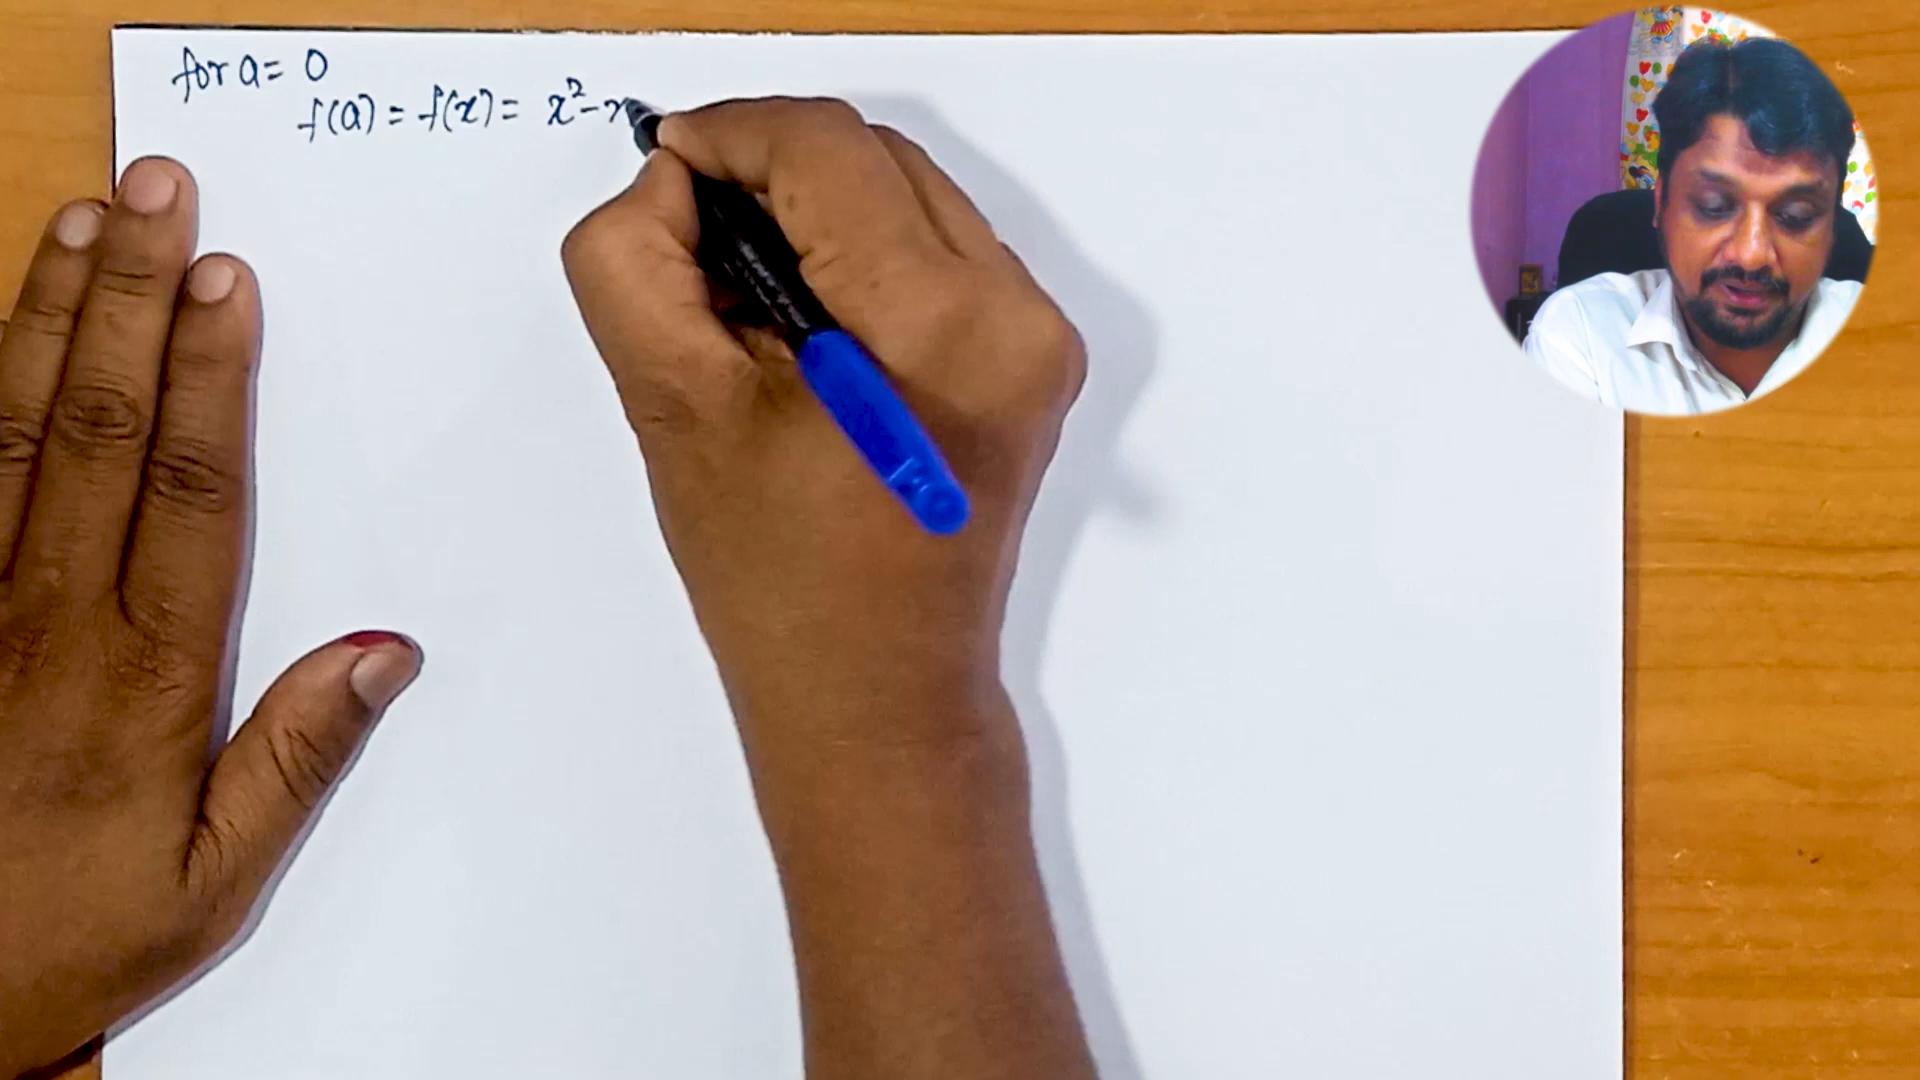 for a = 0
f(a) = f(x) = x² - x